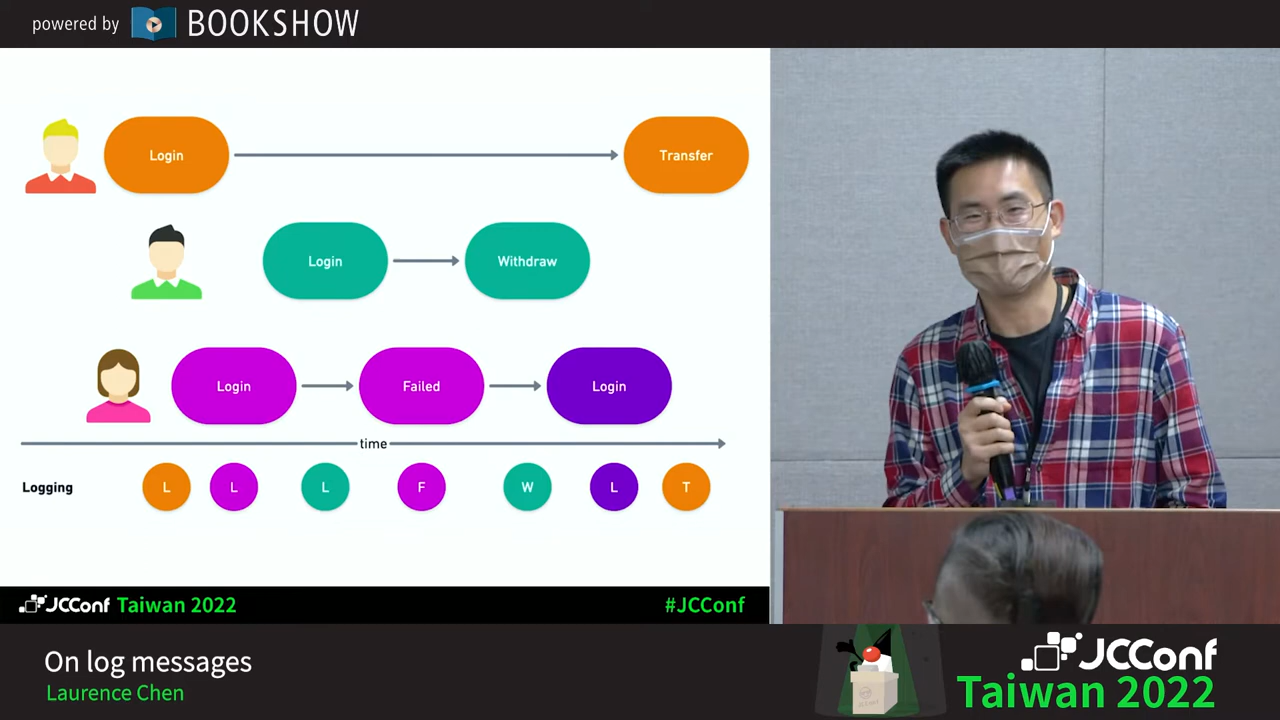 powered by BOOKSHOW
Login
Transfer
Login
Withdraw
Login
Failed
Login
time
Logging
L
L
L
F
W
L
T
JCConf Taiwan 2022
#JCConf
On log messages
Laurence Chen
JCConf
Taiwan 2022